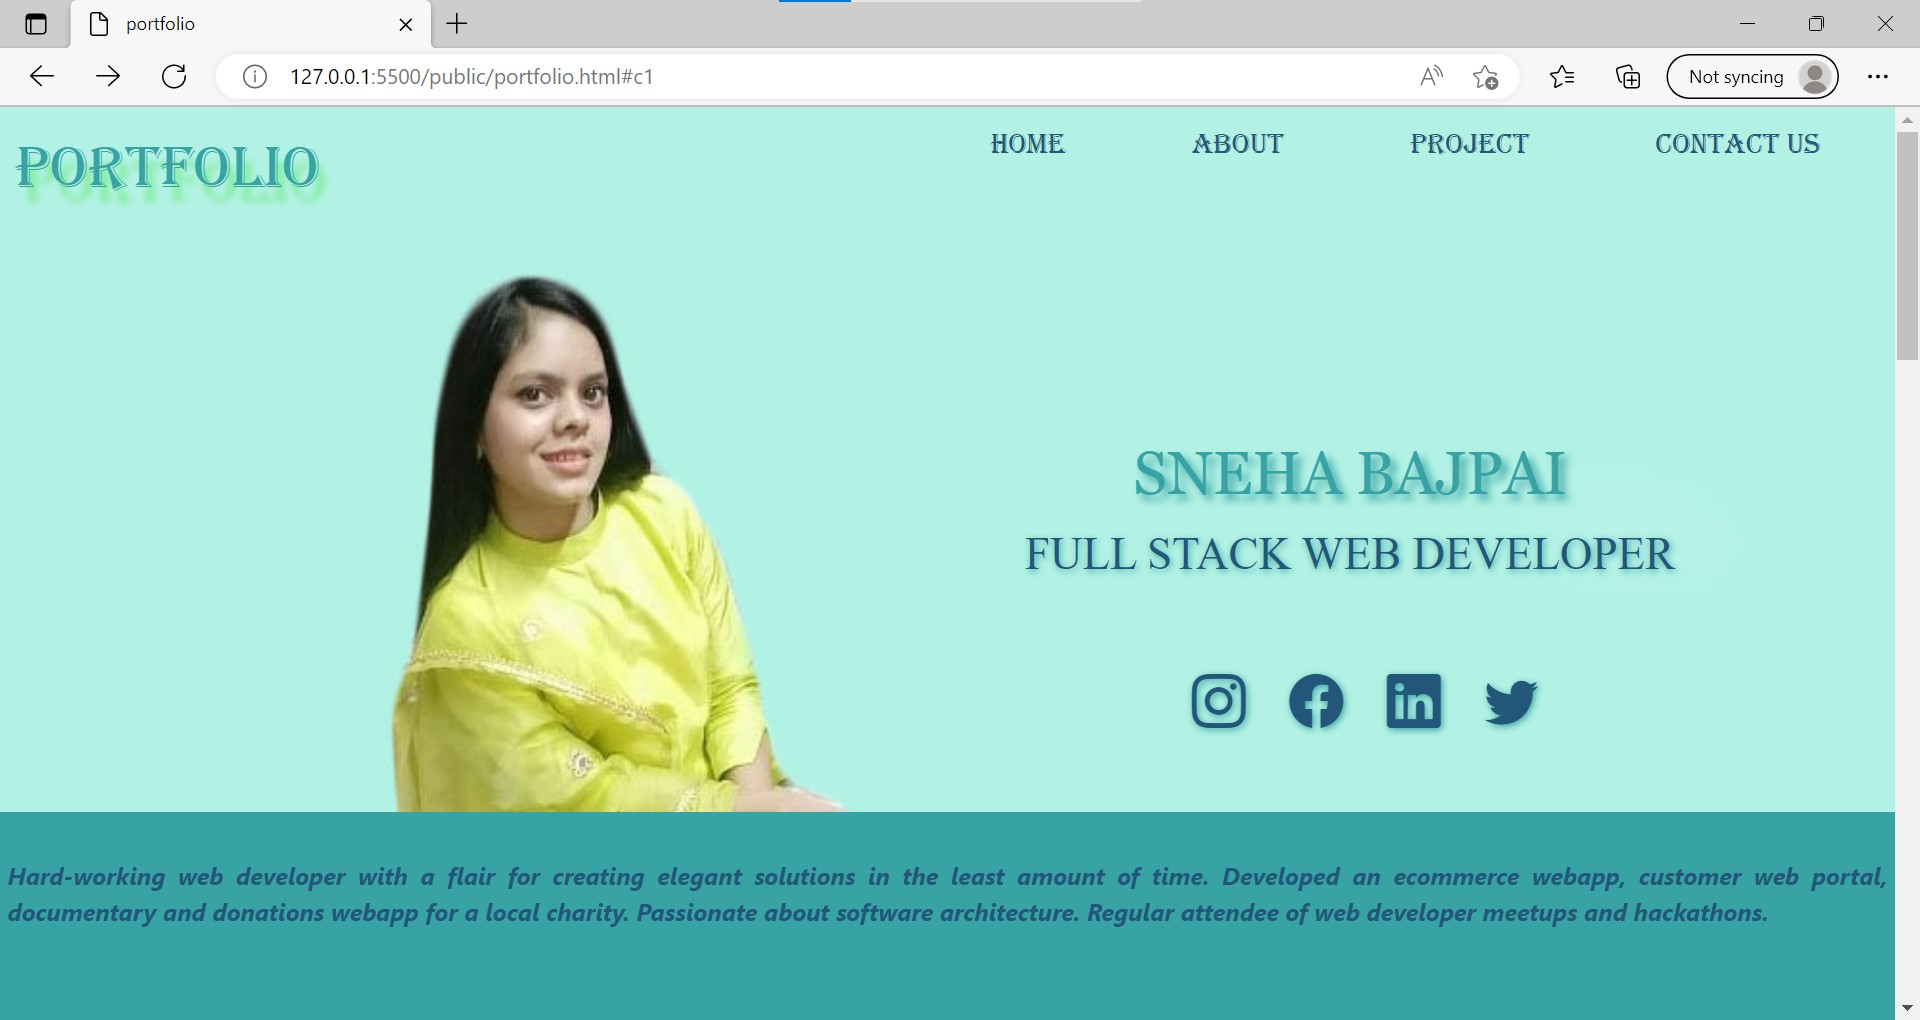 portfolio
127.0.0.1:5500/public/portfolio.html#c1
Not syncing
PORTFOLIO
HOME ABOUT PROJECT CONTACT US
SNEHA BAJPAI
FULL STACK WEB DEVELOPER
Hard-working web developer with a flair for creating elegant solutions in the least amount of time. Developed an ecommerce webapp, customer web portal,
documentary and donations webapp for a local charity. Passionate about software architecture. Regular attendee of web developer meetups and hackathons.